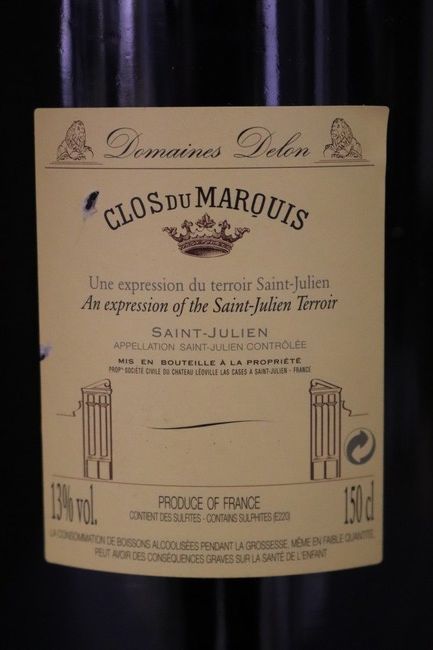 Domaines Delon
CLOS DU MARQUIS
Une expression du terroir Saint-Julien
An expression of the Saint-Julien Terroir
SAINT-JULIEN
APPELLATION SAINT-JULIEN CONTRÔLÉE
MIS EN BOUTEILLE À LA PROPRIÉTÉ
PROPRE SOCIÉTÉ CIVILE DU CHATEAU LÉOVILLE LAS CASES A SAINT-JULIEN - FRANCE
13% vol.
PRODUCE OF FRANCE
150 cl
CONTIENT DES SULFITES - CONTAINS SULPHITES (E220)
LA CONSOMMATION DE BOISSONS ALCOOLISÉES PENDANT LA GROSSESSE, MÊME EN FAIBLE QUANTITÉ,
PEUT AVOIR DES CONSÉQUENCES GRAVES SUR LA SANTÉ DE L'ENFANT